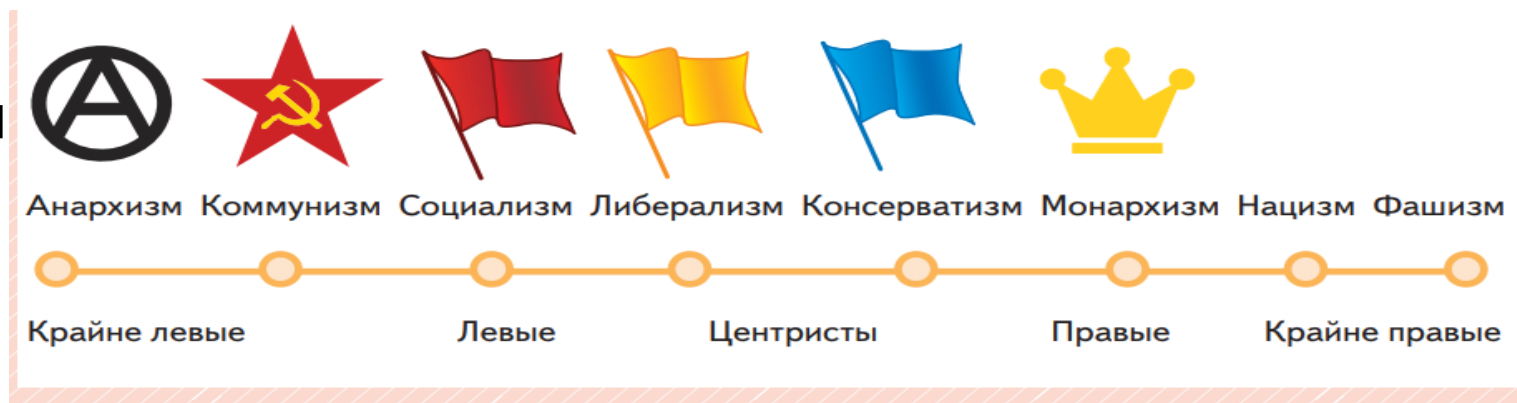 Анархизм Коммунизм Социализм Либерализм Консерватизм Монархизм Нацизм Фашизм
Крайне левые Левые Центристы Правые Крайне правые